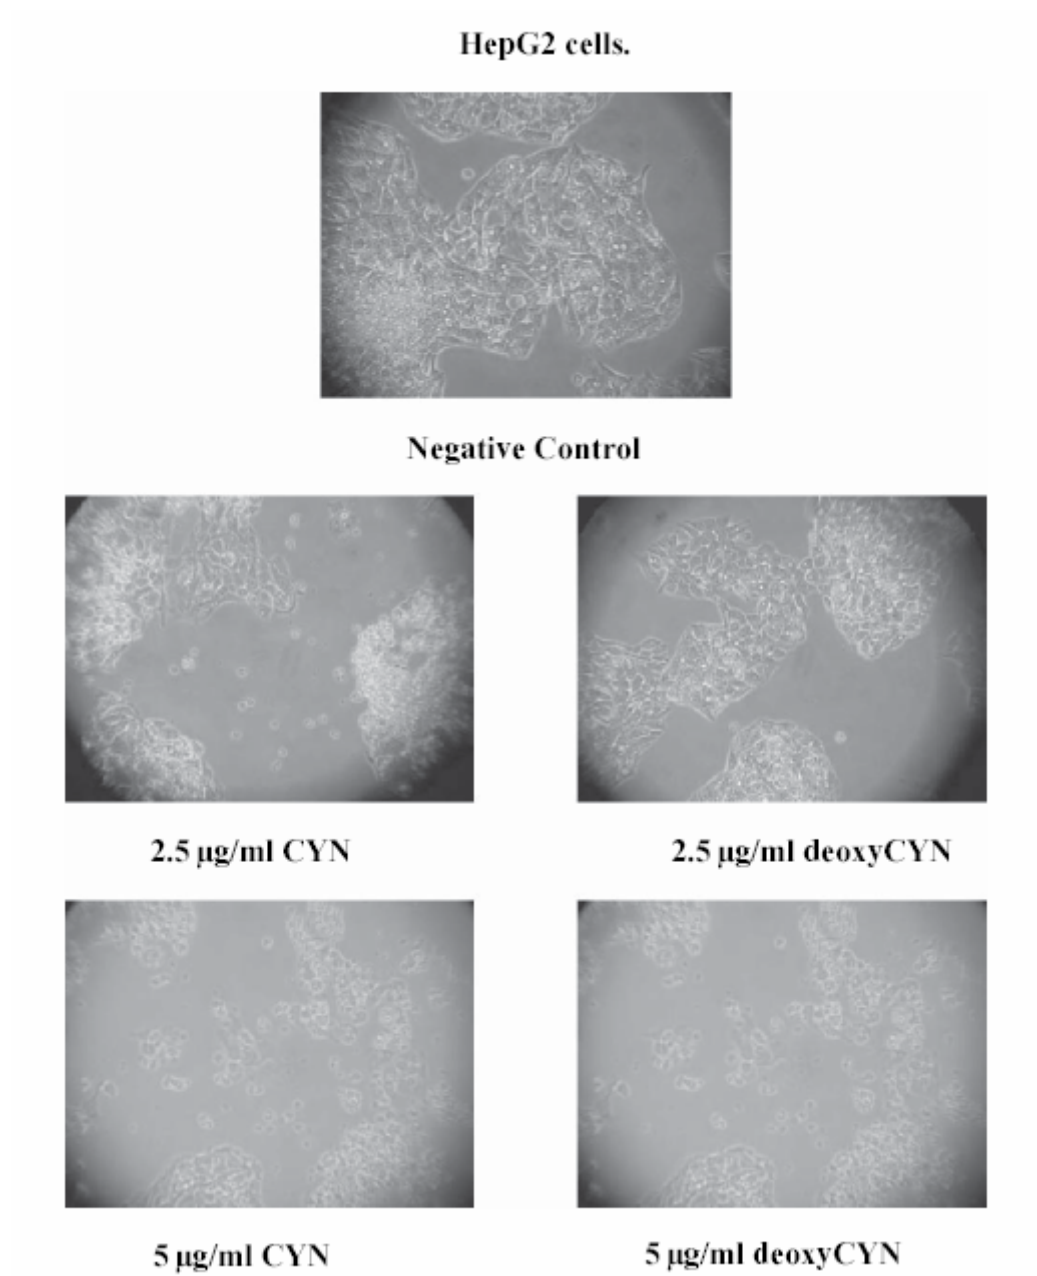 HepG2 cells.
Negative Control
2.5 µg/ml CYN
2.5 µg/ml deoxyCYN
5 µg/ml CYN
5 µg/ml deoxyCYN